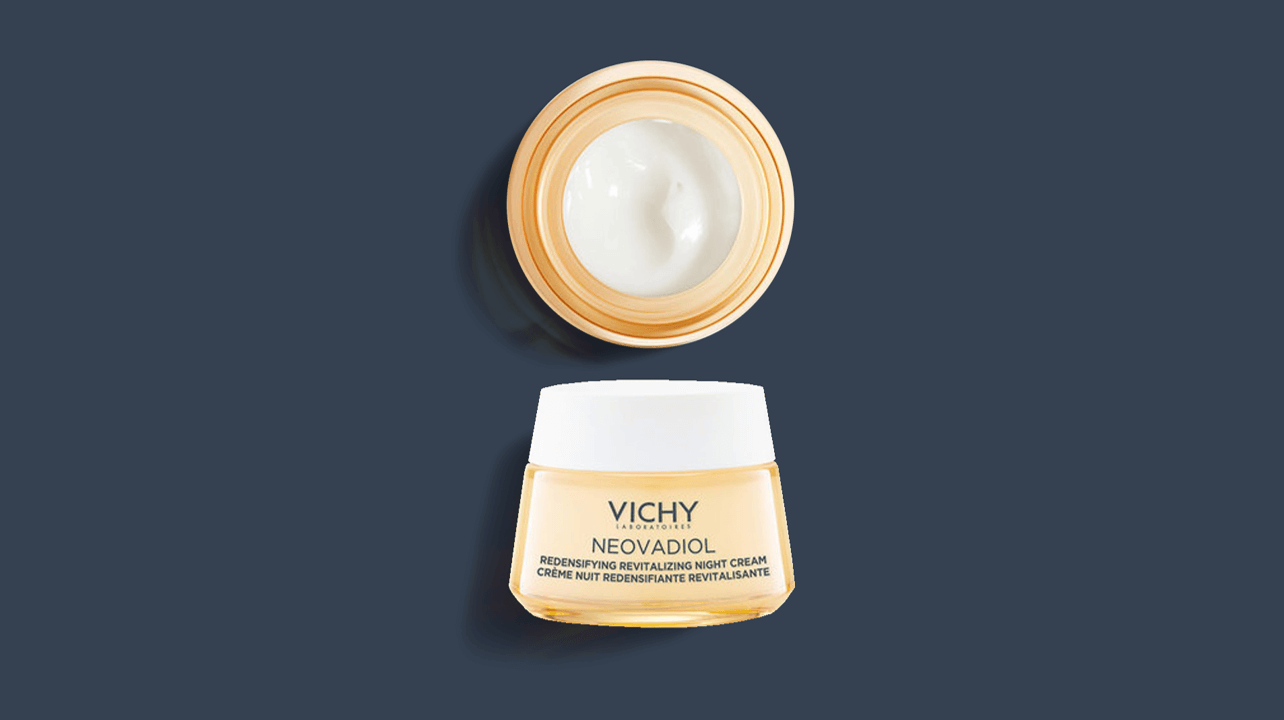 VICHY
LABORATOIRES
NEOVADIOL
REDENSIFYING REVITALIZING NIGHT CREAM
CRÈME NUIT REDENSIFIANTE REVITALISANTE